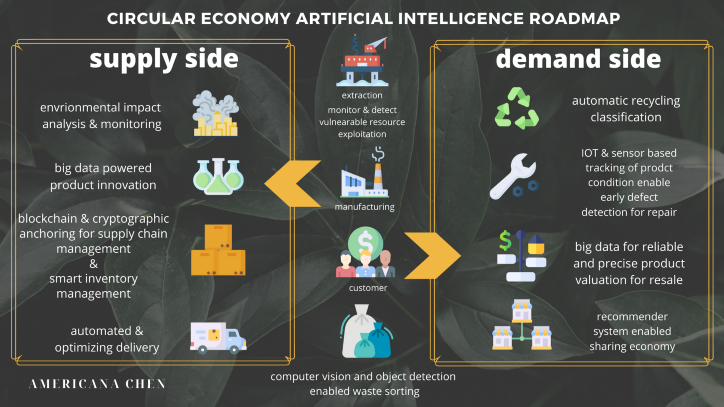 CIRCULAR ECONOMY ARTIFICIAL INTELLIGENCE ROADMAP
supply side
envrionmental impact
analysis & monitoring
big data powered
product innovation
blockchain & cryptographic
anchoring for supply chain
management
&
smart inventory
management
automated &
optimizing delivery
extraction
monitor & detect
vulnearable resource
exploitation
manufacturing
customer
computer vision and object detection
enabled waste sorting
demand side
automatic recycling
classification
IOT & sensor based
tracking of prodct
condition enable
early defect
detection for repair
big data for reliable
and precise product
valuation for resale
recommender
system enabled
sharing economy
AMERICANA CHEN